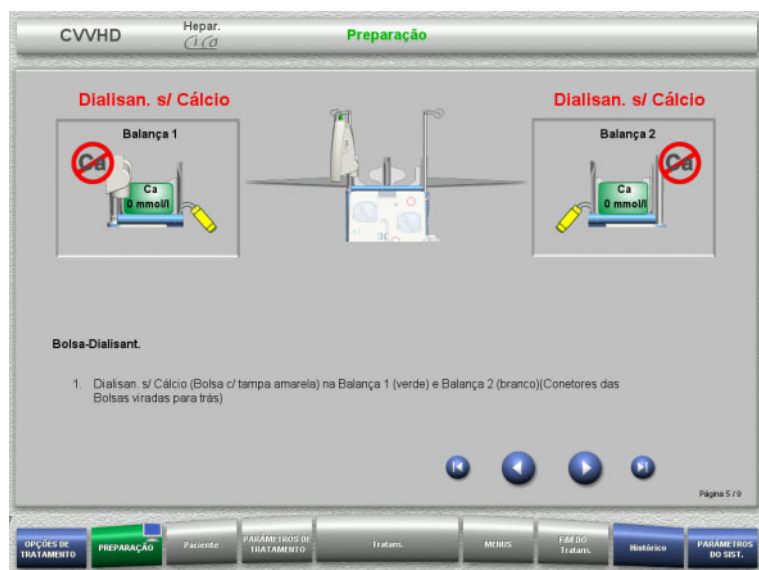 CVVHD
Hepar.
Ci Ca
Preparação
Dialisan. s/ Cálcio
Dialisan. s/ Cálcio
Balança 1
Balança 2
Ca
Ca
Ca
0 mmol/l
Ca
0 mmol/l
Bolsa-Dialisant.
1. Dialisan. s/ Cálcio (Bolsa c/ tampa amarela) na Balança 1 (verde) e Balança 2 (branco)(Conetores das
Bolsas viradas para trás)
Página 5 / 9
OPÇÕES DE
TRATAMENTO
PREPARAÇÃO
Paciente
PARÂMETROS DE
TRATAMENTO
Tratam.
MENUS
FIM DO
Tratam.
Histórico
PARÂMETROS
DO SIST.